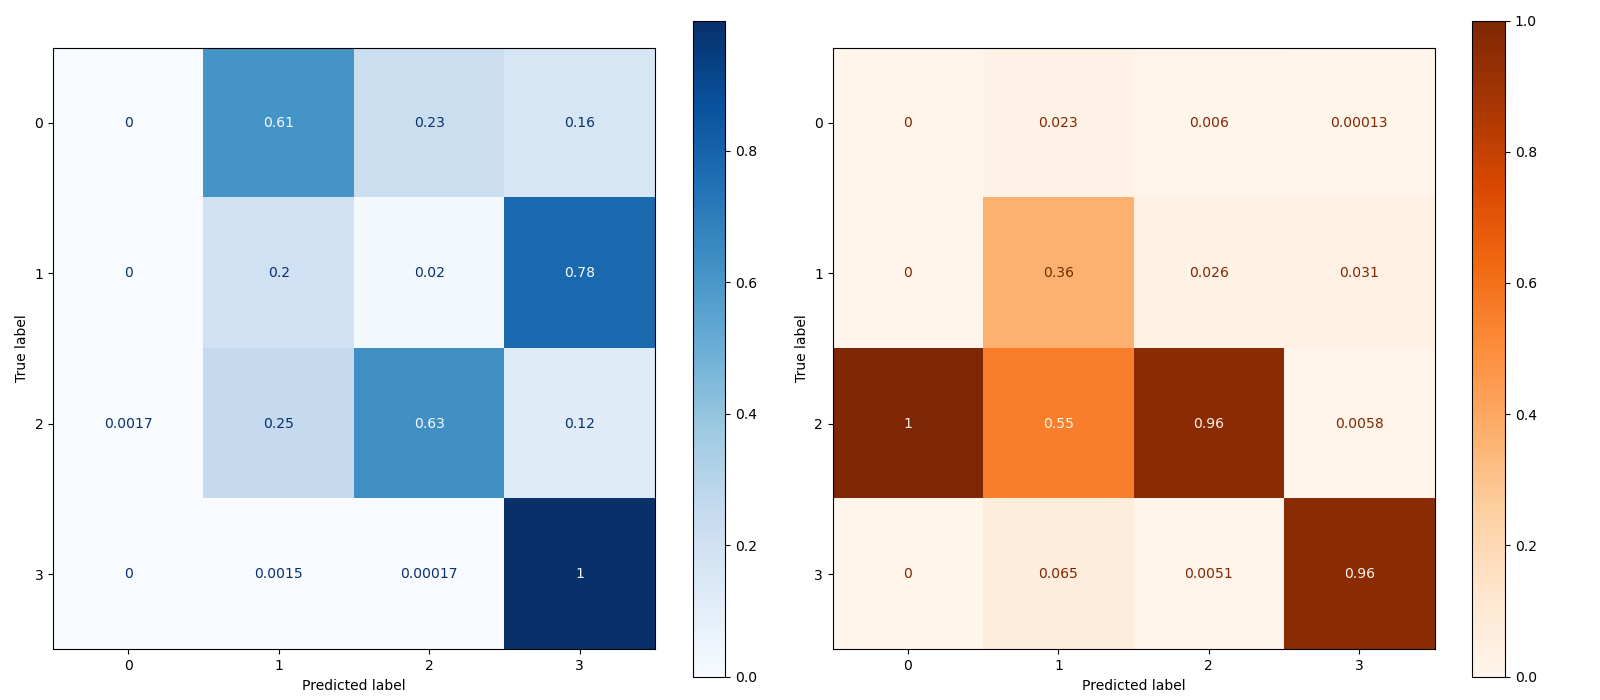 0 0 0.61 0.23 0.16
1 0 0.2 0.02 0.78
2 0.0017 0.25 0.63 0.12
3 0 0.0015 0.00017 1
0 1 2 3
True label
Predicted label
0.8
0.6
0.4
0.2
0.0
0 0 0.023 0.006 0.00013
1 0 0.36 0.026 0.031
2 1 0.55 0.96 0.0058
3 0 0.065 0.0051 0.96
0 1 2 3
True label
Predicted label
1.0
0.8
0.6
0.4
0.2
0.0